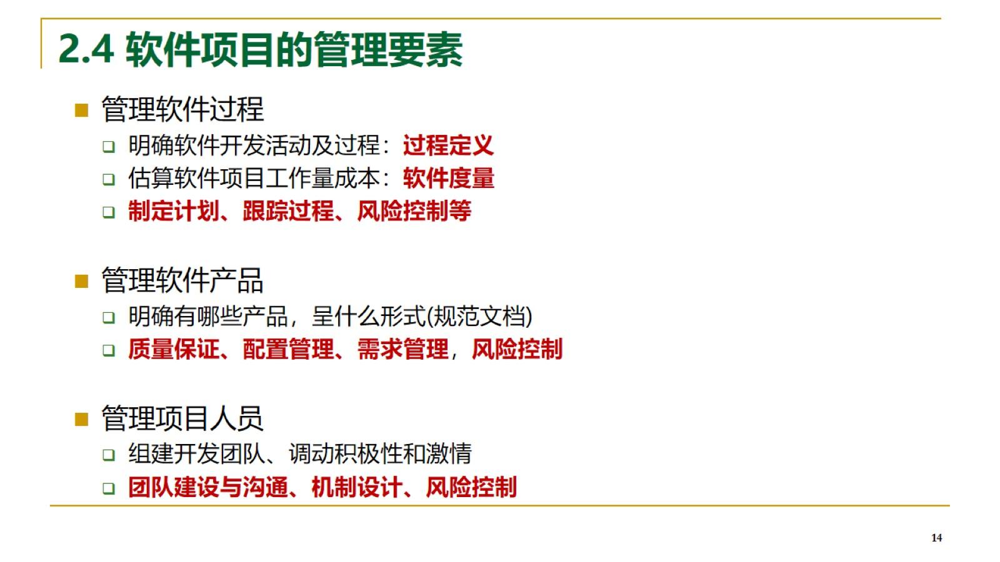 2.4 软件项目的管理要素
管理软件过程
明确软件开发活动及过程：过程定义
估算软件项目工作量成本：软件度量
制定计划、跟踪过程、风险控制等
管理软件产品
明确有哪些产品，呈什么形式(规范文档)
质量保证、配置管理、需求管理，风险控制
管理项目人员
组建开发团队、调动积极性和激情
团队建设与沟通、机制设计、风险控制
14